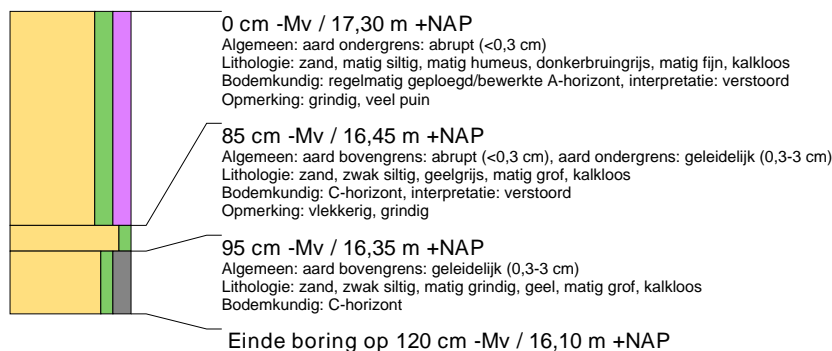 0 cm -Mv / 17,30 m +NAP
Algemeen: aard ondergrens: abrupt (<0,3 cm)
Lithologie: zand, matig siltig, matig humeus, donkerbruingrijs, matig fijn, kalkloos
Bodemkundig: regelmatig geploegd/bewerkte A-horizont, interpretatie: verstoord
Opmerking: grindig, veel puin
85 cm -Mv / 16,45 m +NAP
Algemeen: aard bovengrens: abrupt (<0,3 cm), aard ondergrens: geleidelijk (0,3-3 cm)
Lithologie: zand, zwak siltig, geelgrijs, matig grof, kalkloos
Bodemkundig: C-horizont, interpretatie: verstoord
Opmerking: vlekkerig, grindig
95 cm -Mv / 16,35 m +NAP
Algemeen: aard bovengrens: geleidelijk (0,3-3 cm)
Lithologie: zand, zwak siltig, matig grindig, geel, matig grof, kalkloos
Bodemkundig: C-horizont
Einde boring op 120 cm -Mv / 16,10 m +NAP